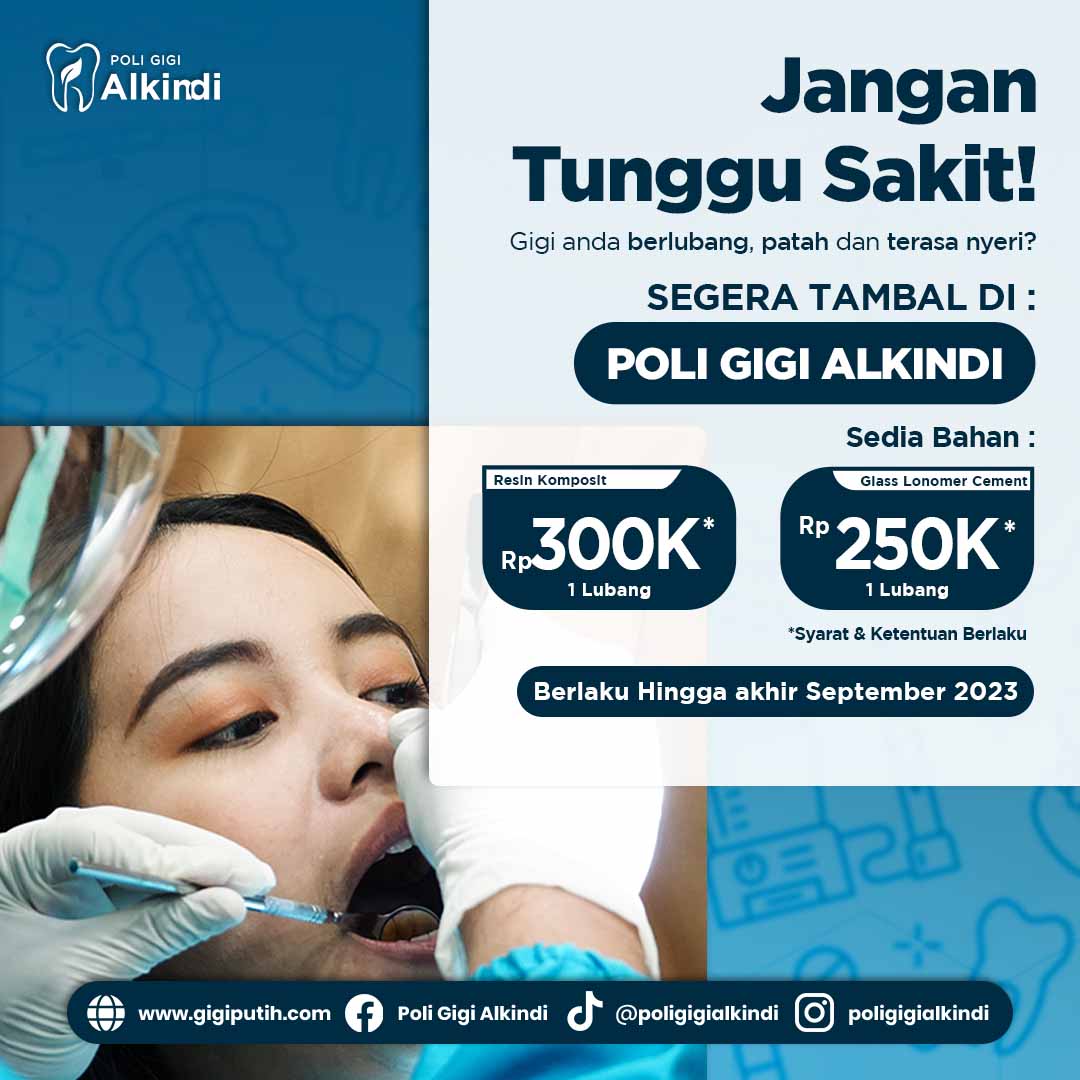 POLI GIGI
Alkindi
Jangan
Tunggu Sakit!
Gigi anda berlubang, patah dan terasa nyeri?
SEGERA TAMBAL DI :
POLI GIGI ALKINDI
Sedia Bahan :
Resin Komposit
Rp300K*
1 Lubang
Glass Lonomer Cement
Rp 250K*
1 Lubang
*Syarat & Ketentuan Berlaku
Berlaku Hingga akhir September 2023
www.gigiputih.com Poli Gigi Alkindi @poligigialkindi poligigialkindi